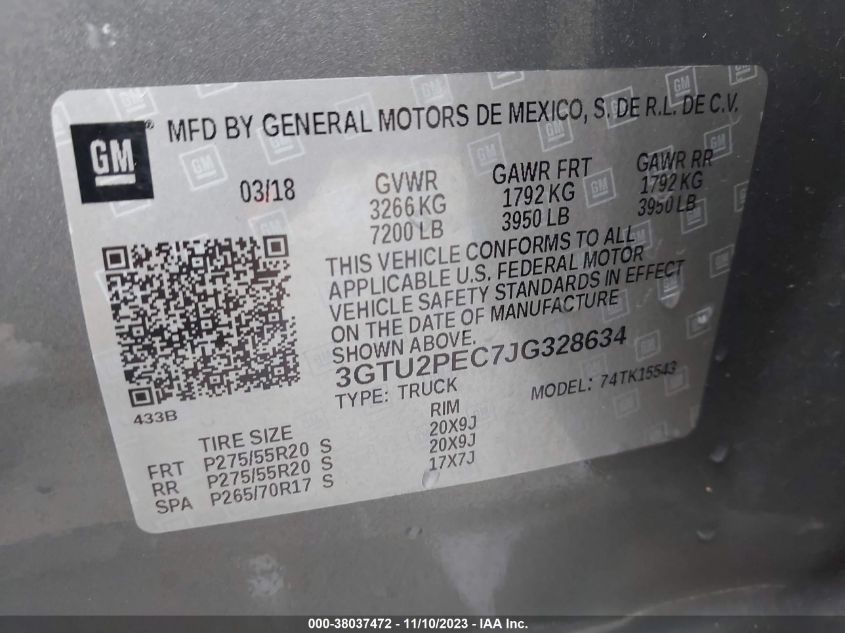 GM
® MFD BY GENERAL MOTORS DE MEXICO, S. DE R.L. DE C.V.
03/18
GVWR
3266 KG
7200 LB
GAWR FRT
1792 KG
3950 LB
GAWR RR
1792 KG
3950 LB
THIS VEHICLE CONFORMS TO ALL
APPLICABLE U.S. FEDERAL MOTOR
VEHICLE SAFETY STANDARDS IN EFFECT
ON THE DATE OF MANUFACTURE
SHOWN ABOVE.
3GTU2PEC7JG328634
TYPE: TRUCK MODEL: 74TK15543
433B
TIRE SIZE RIM
FRT P275/55R20 S 20X9J
RR P275/55R20 S 20X9J
SPA P265/70R17 S 17X7J
000-38037472 - 11/10/2023 - IAA Inc.